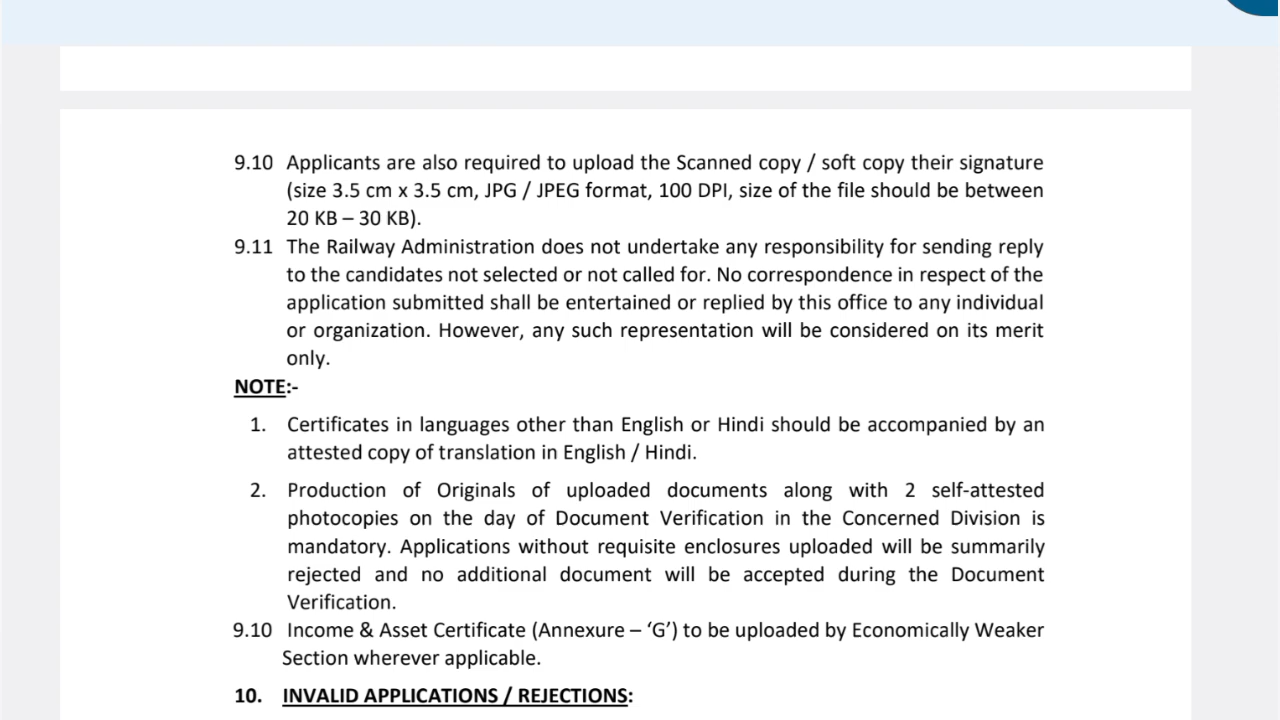 9.10 Applicants are also required to upload the Scanned copy / soft copy their signature
(size 3.5 cm x 3.5 cm, JPG / JPEG format, 100 DPI, size of the file should be between
20 KB – 30 KB).
9.11 The Railway Administration does not undertake any responsibility for sending reply
to the candidates not selected or not called for. No correspondence in respect of the
application submitted shall be entertained or replied by this office to any individual
or organization. However, any such representation will be considered on its merit
only.
NOTE:-
1. Certificates in languages other than English or Hindi should be accompanied by an
attested copy of translation in English / Hindi.
2. Production of Originals of uploaded documents along with 2 self-attested
photocopies on the day of Document Verification in the Concerned Division is
mandatory. Applications without requisite enclosures uploaded will be summarily
rejected and no additional document will be accepted during the Document
Verification.
9.10 Income & Asset Certificate (Annexure – ‘G’) to be uploaded by Economically Weaker
Section wherever applicable.
10. INVALID APPLICATIONS / REJECTIONS: